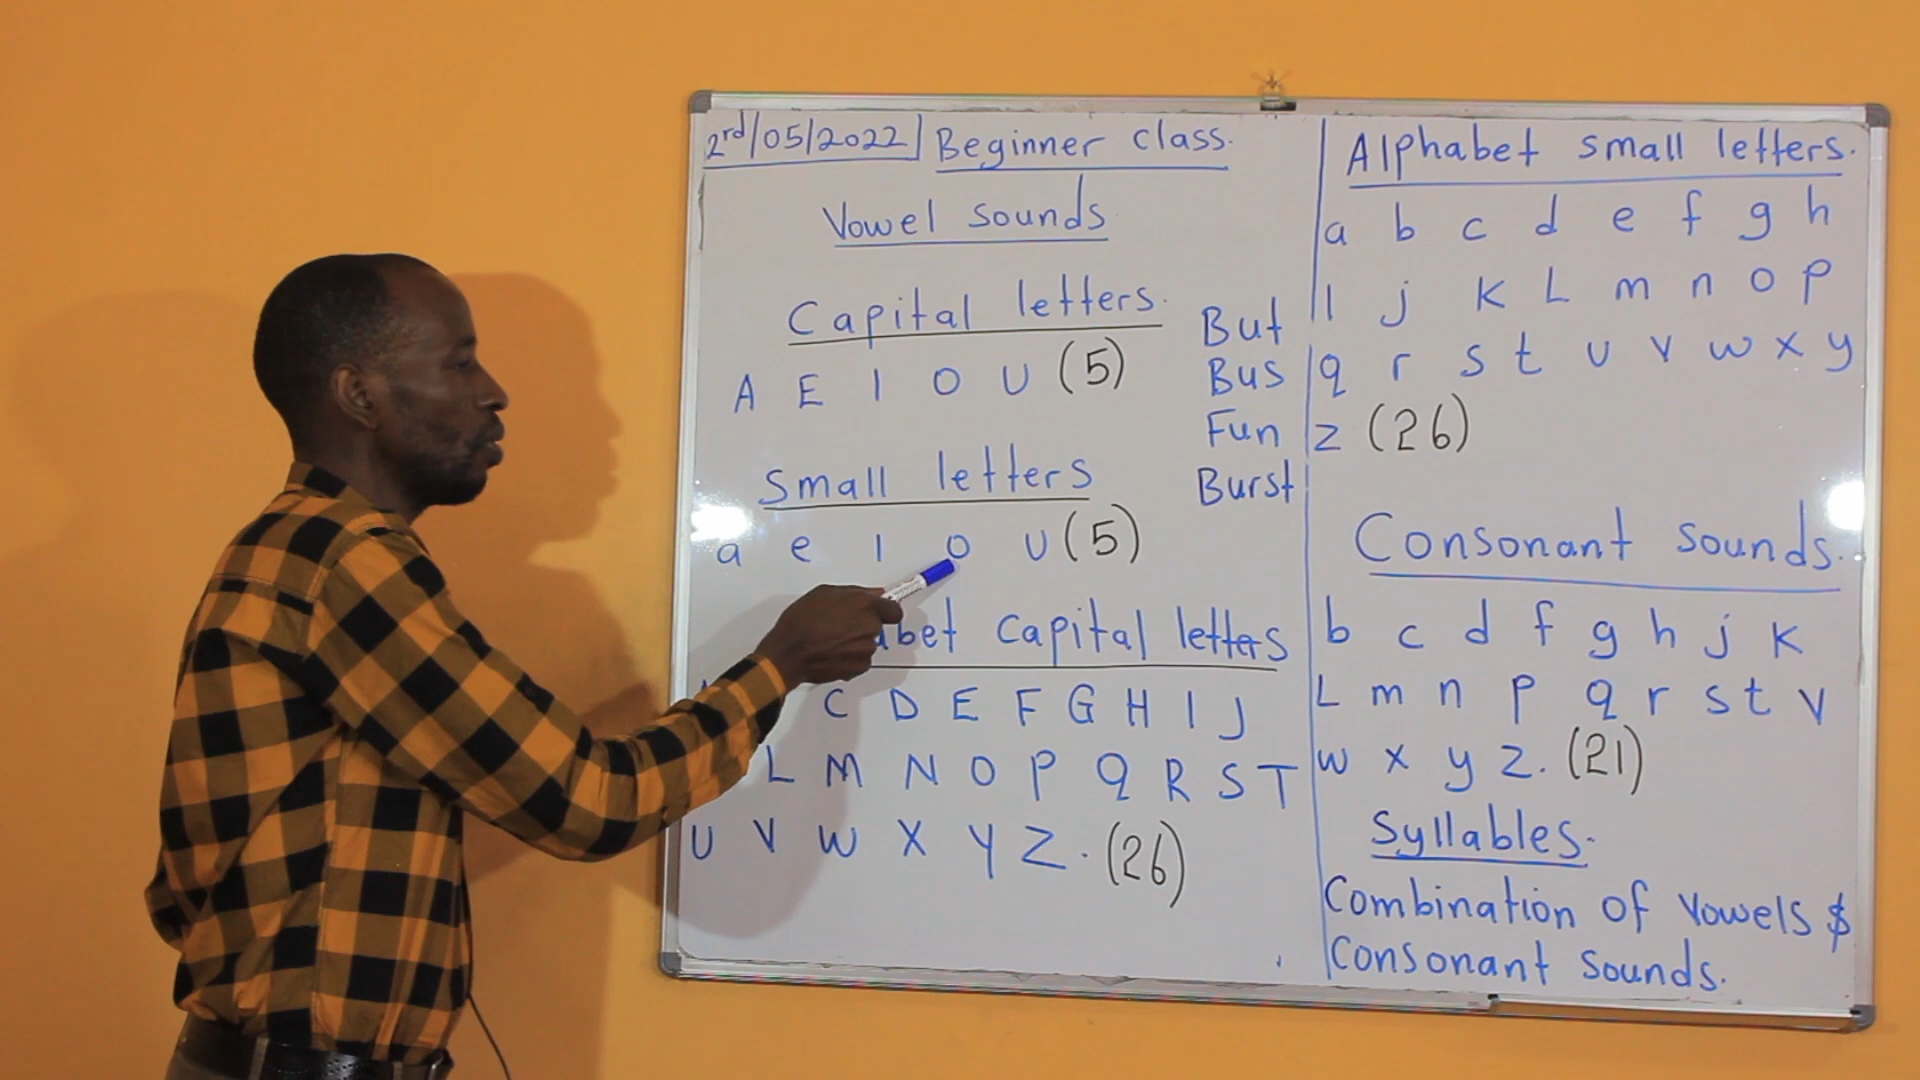 2rd/05/2022 Beginner class.
Vowel sounds
Capital letters.
A E I O U (5)
Small letters
a e I o U (5)
abet capital letters
C D E F G H I J
L M N O P Q R S T
U V W X Y Z. (26)
But
Bus
Fun
Burst
Alphabet small letters.
a b c d e f g h
I j k L m n o p
q r s t u v w x y
z (26)
Consonant sounds.
b c d f g h j k
L m n p q r s t v
w x y z. (21)
Syllables.
Combination of vowels $
Consonant sounds.